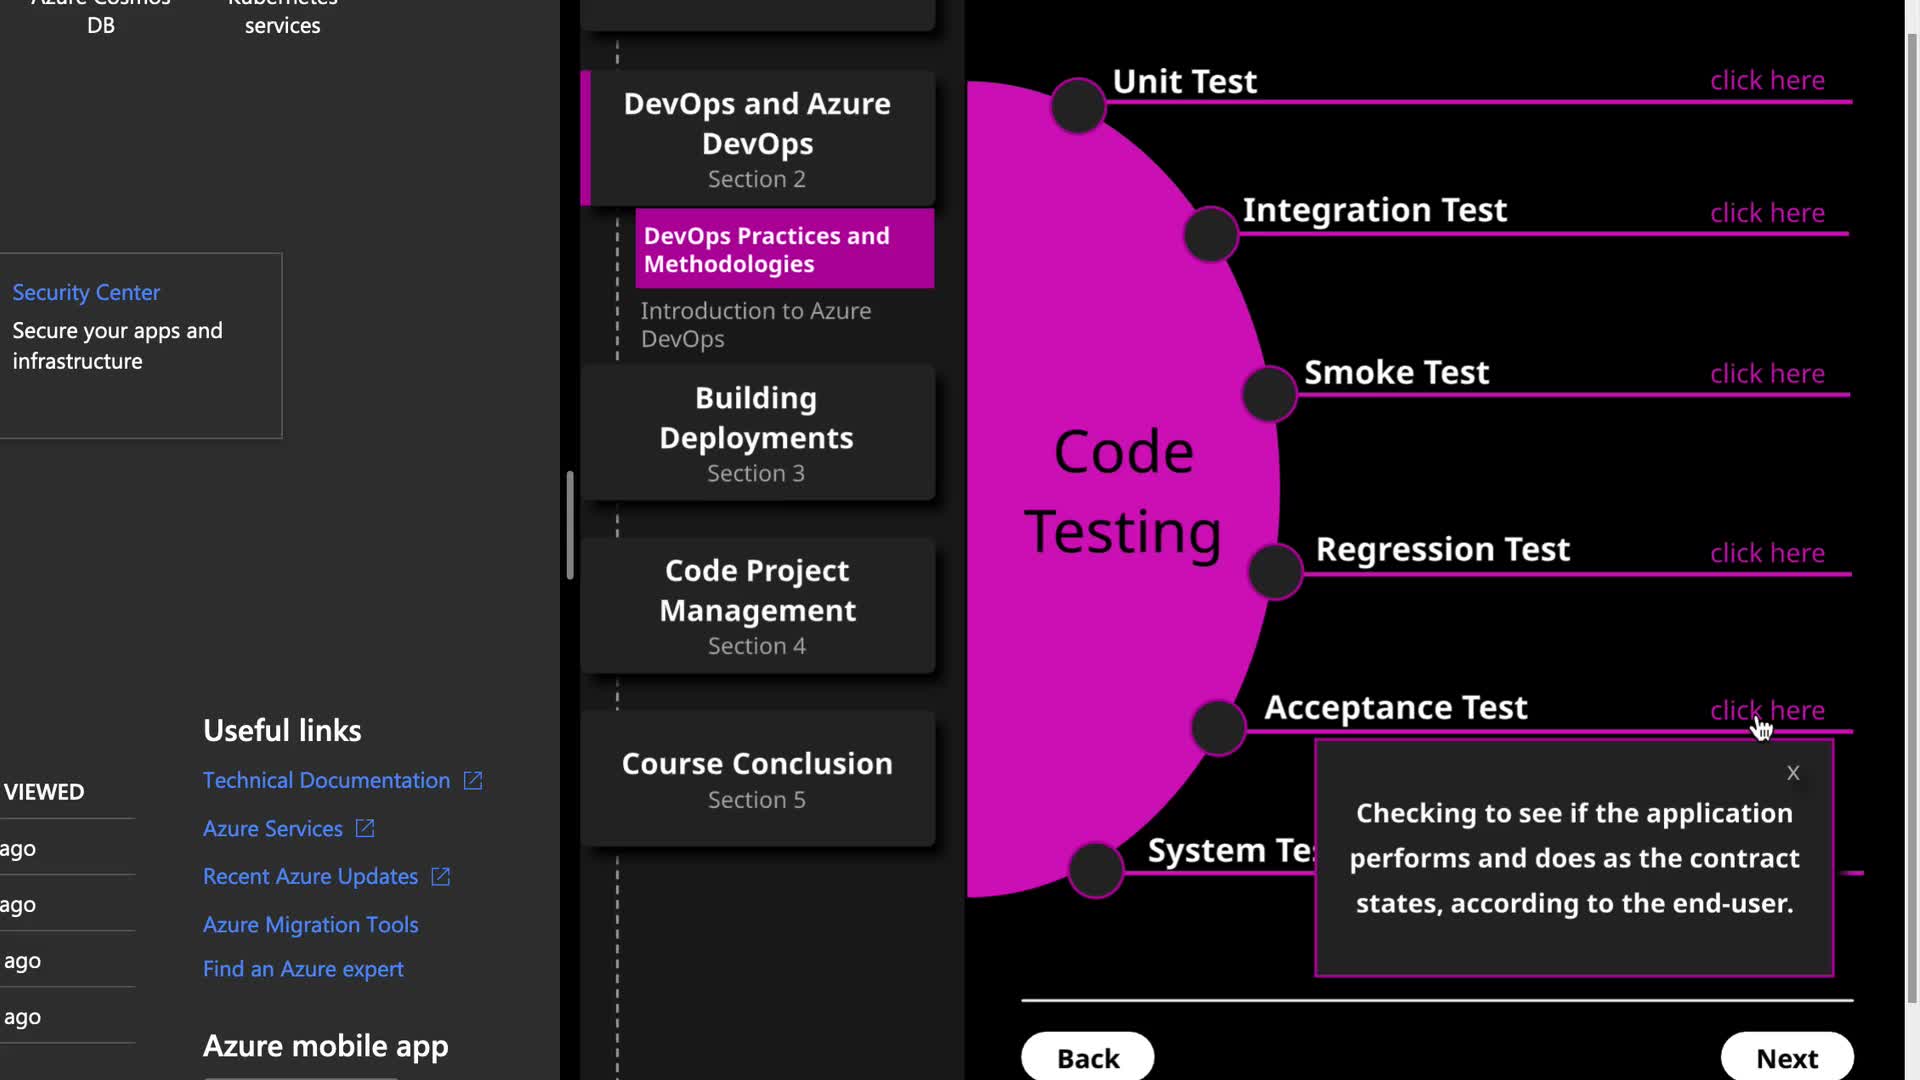 Azure Cosmos
DB
Kubernetes
services
Security Center
Secure your apps and
infrastructure
Useful links
Technical Documentation
Azure Services
Recent Azure Updates
Azure Migration Tools
Find an Azure expert
Azure mobile app
VIEWED
ago
ago
ago
ago
DevOps and Azure
DevOps
Section 2
DevOps Practices and
Methodologies
Introduction to Azure
DevOps
Building
Deployments
Section 3
Code Project
Management
Section 4
Course Conclusion
Section 5
Code
Testing
Unit Test click here
Integration Test click here
Smoke Test click here
Regression Test click here
Acceptance Test click here
System Tes
X
Checking to see if the application
performs and does as the contract
states, according to the end-user.
Back
Next